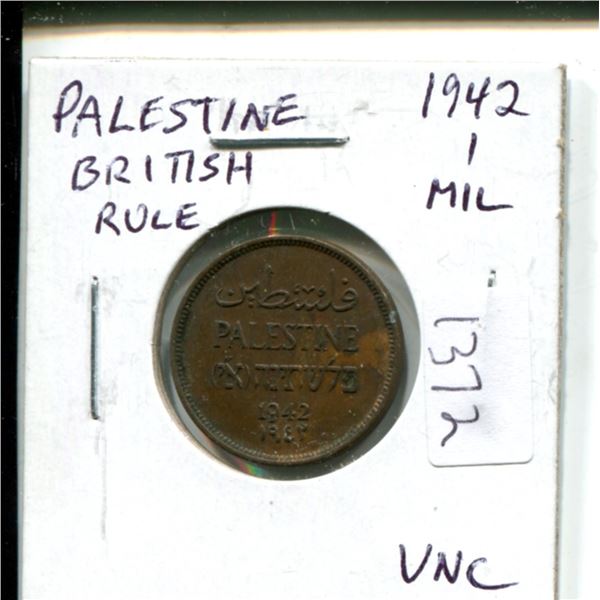 PALESTINE
BRITISH
RULE
1942
1
MIL
فلسطين
PALESTINE
פלשתינה (א״י)
1942
١٩٤٢
1372
UNC